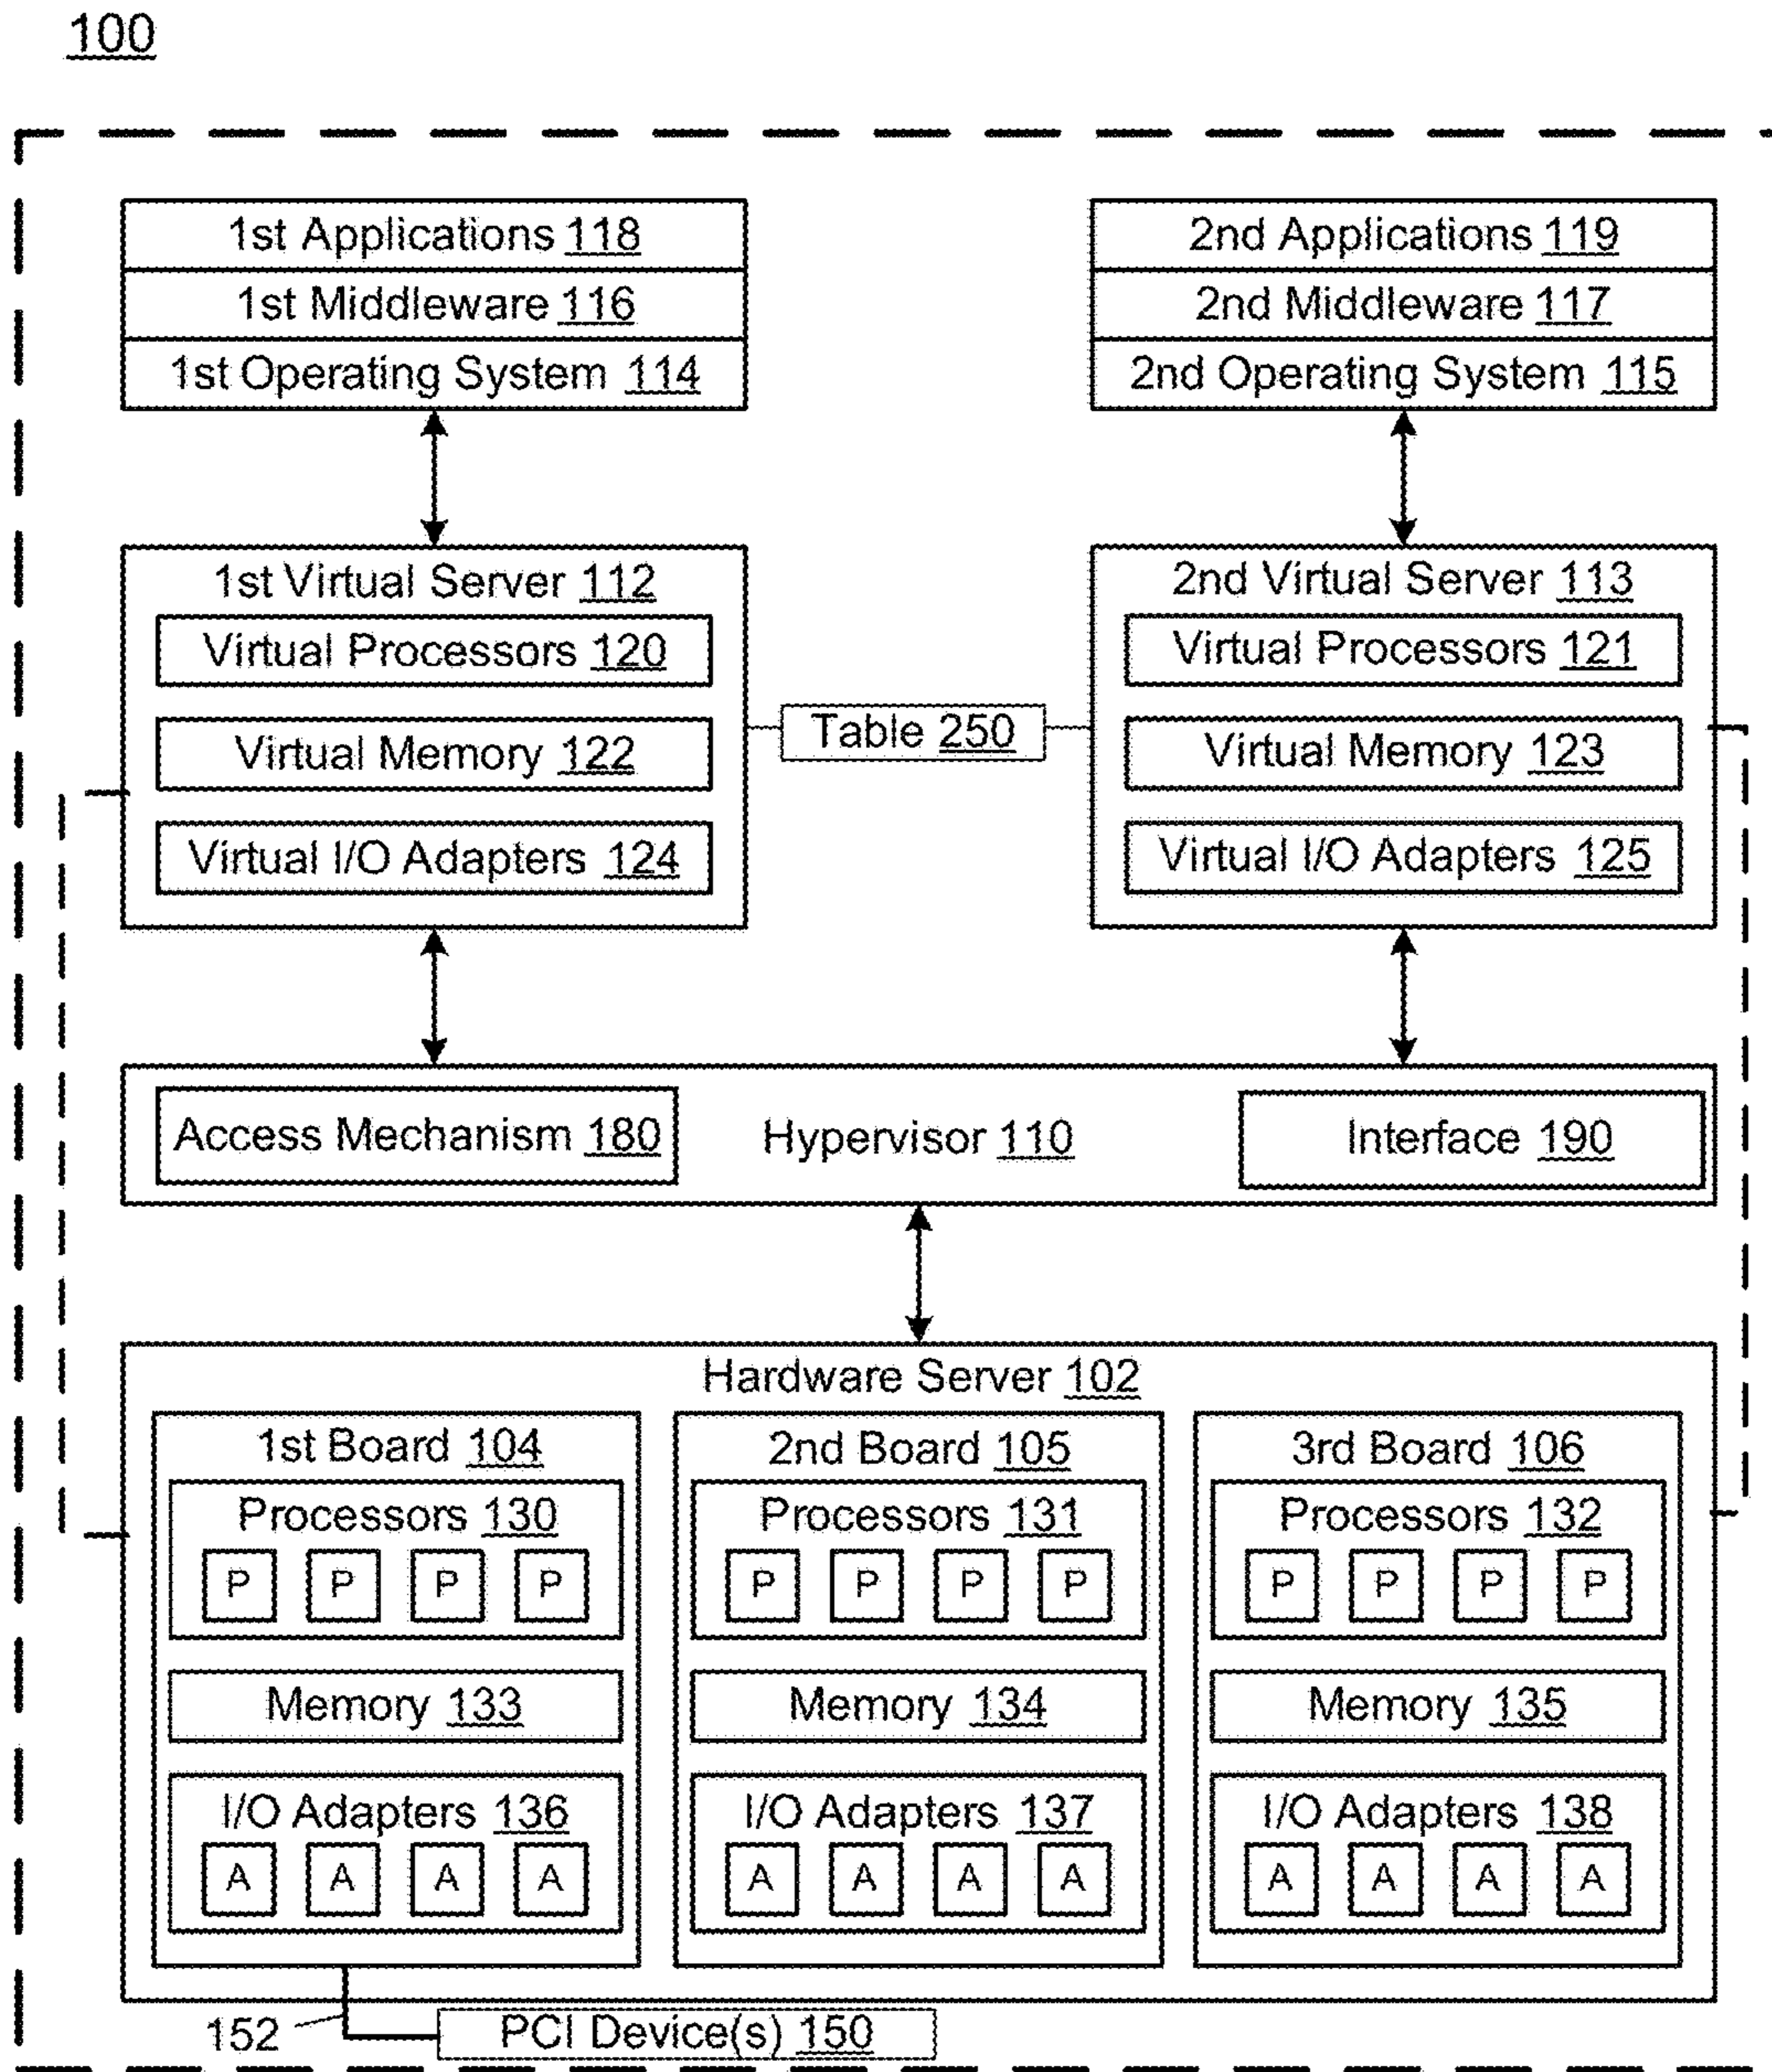 100
1st Applications 118
1st Middleware 116
1st Operating System 114
2nd Applications 119
2nd Middleware 117
2nd Operating System 115
1st Virtual Server 112
Virtual Processors 120
Virtual Memory 122
Virtual I/O Adapters 124
Table 250
2nd Virtual Server 113
Virtual Processors 121
Virtual Memory 123
Virtual I/O Adapters 125
Access Mechanism 180
Hypervisor 110
Interface 190
Hardware Server 102
1st Board 104
Processors 130
P P P P
Memory 133
I/O Adapters 136
A A A A
2nd Board 105
Processors 131
P P P P
Memory 134
I/O Adapters 137
A A A A
3rd Board 106
Processors 132
P P P P
Memory 135
I/O Adapters 138
A A A A
152
PCI Device(s) 150